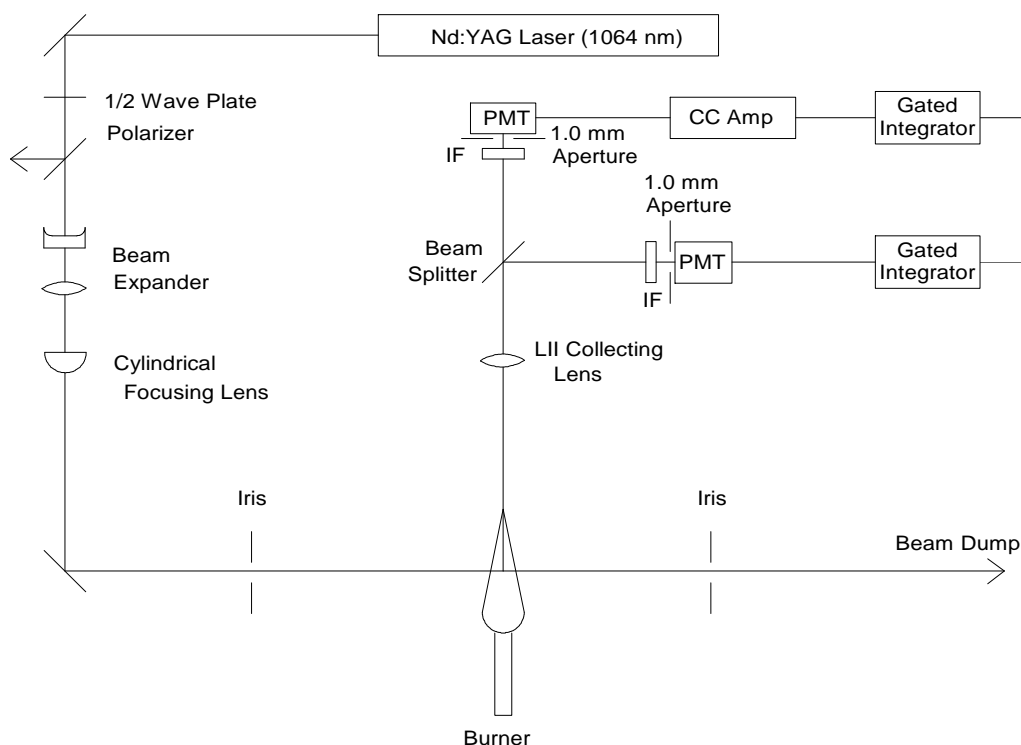 Nd:YAG Laser (1064 nm)
1/2 Wave Plate
Polarizer
PMT
CC Amp
Gated
Integrator
IF
1.0 mm
Aperture
1.0 mm
Aperture
Beam
Splitter
PMT
IF
Gated
Integrator
Beam
Expander
LII Collecting
Lens
Cylindrical
Focusing Lens
Iris
Iris
Beam Dump
Burner